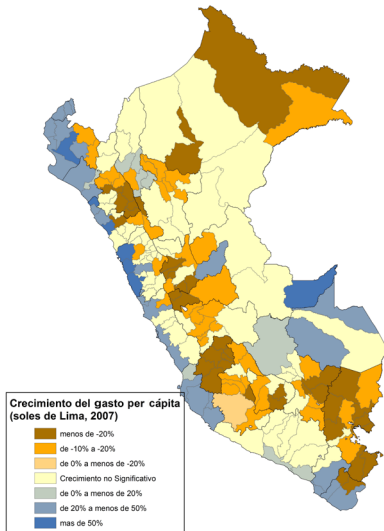 Crecimiento del gasto per cápita
(soles de Lima, 2007)
menos de -20%
de -10% a -20%
de 0% a menos de -20%
Crecimiento no Significativo
de 0% a menos de 20%
de 20% a menos de 50%
mas de 50%